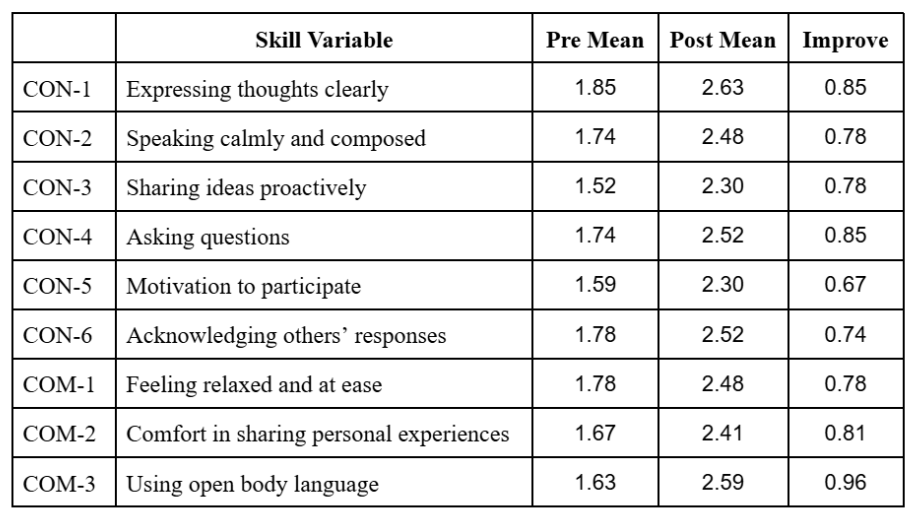 Skill Variable Pre Mean Post Mean Improve
CON-1 Expressing thoughts clearly 1.85 2.63 0.85
CON-2 Speaking calmly and composed 1.74 2.48 0.78
CON-3 Sharing ideas proactively 1.52 2.30 0.78
CON-4 Asking questions 1.74 2.52 0.85
CON-5 Motivation to participate 1.59 2.30 0.67
CON-6 Acknowledging others’ responses 1.78 2.52 0.74
COM-1 Feeling relaxed and at ease 1.78 2.48 0.78
COM-2 Comfort in sharing personal experiences 1.67 2.41 0.81
COM-3 Using open body language 1.63 2.59 0.96